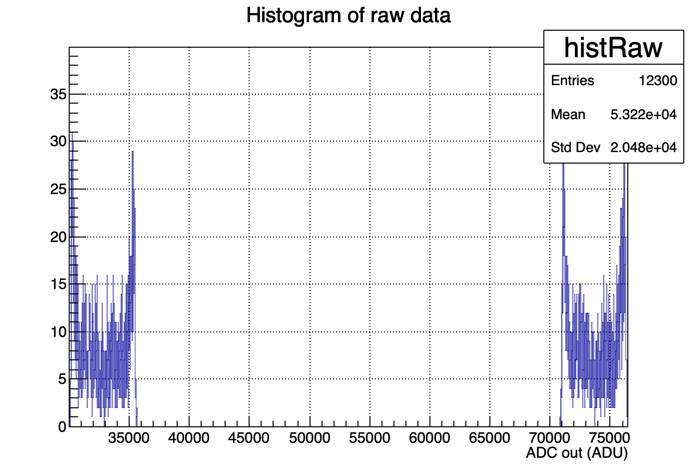 Histogram of raw data
histRaw
Entries 12300
Mean 5.322e+04
Std Dev 2.048e+04
35
30
25
20
15
10
5
0
35000 40000 45000 50000 55000 60000 65000 70000 75000
ADC out (ADU)